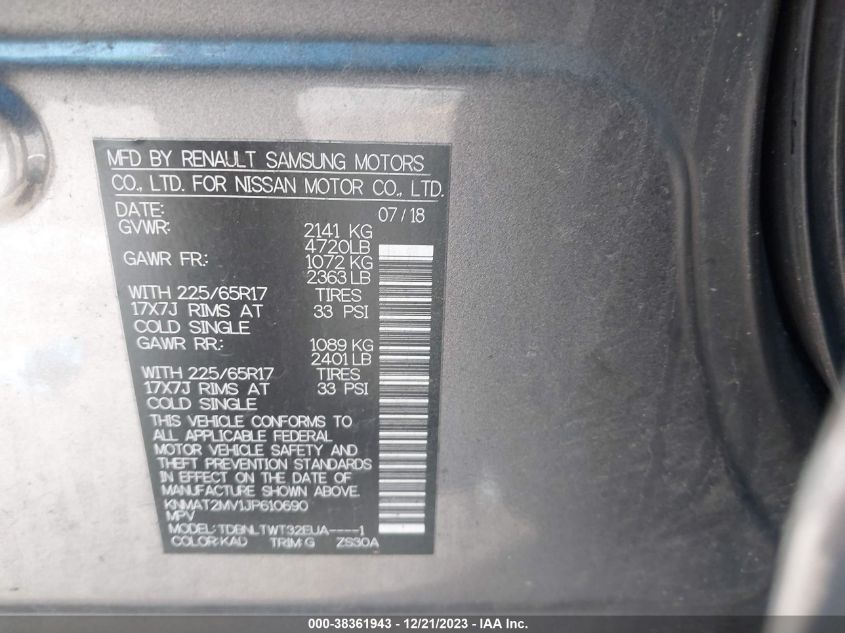 MFD BY RENAULT SAMSUNG MOTORS
CO., LTD. FOR NISSAN MOTOR CO., LTD.
DATE: 07/18
GVWR: 2141 KG
4720LB
GAWR FR: 1072 KG
2363 LB
WITH 225/65R17 TIRES
17X7J RIMS AT 33 PSI
COLD SINGLE
GAWR RR: 1089 KG
2401 LB
WITH 225/65R17 TIRES
17X7J RIMS AT 33 PSI
COLD SINGLE
THIS VEHICLE CONFORMS TO
ALL APPLICABLE FEDERAL
MOTOR VEHICLE SAFETY AND
THEFT PREVENTION STANDARDS
IN EFFECT ON THE DATE OF
MANUFACTURE SHOWN ABOVE.
KNMAT2MV1JP610690
MPV
MODEL: TDBNLTWT32EUA----1
COLOR:KAD TRIM:G ZS30A
000-38361943 - 12/21/2023 - IAA Inc.